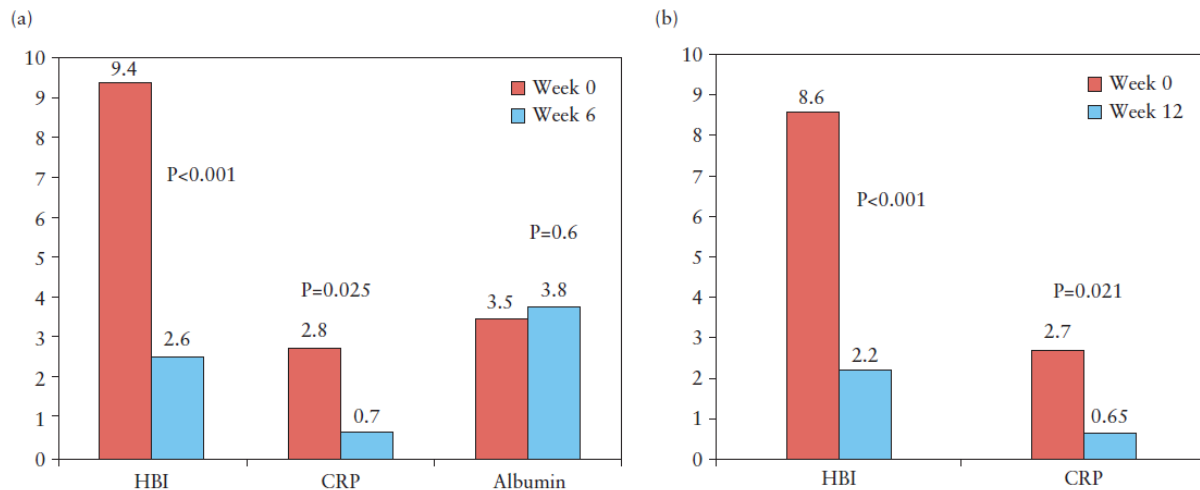 (a)
10
9
8
7
6
5
4
3
2
1
0
9.4
2.6
P<0.001
2.8
0.7
P=0.025
3.5
3.8
P=0.6
Week 0
Week 6
HBI CRP Albumin
(b)
10
9
8
7
6
5
4
3
2
1
0
8.6
2.2
P<0.001
2.7
0.65
P=0.021
Week 0
Week 12
HBI CRP